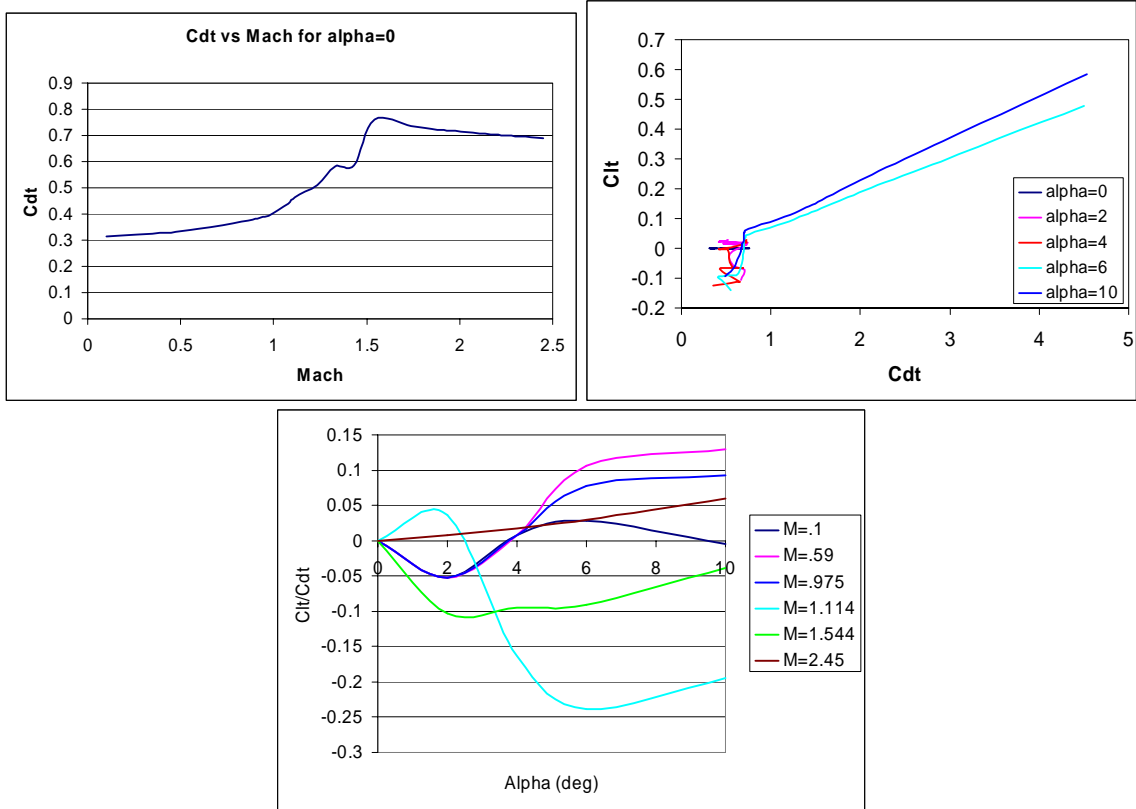 Cdt vs Mach for alpha=0
Cdt
0.9
0.8
0.7
0.6
0.5
0.4
0.3
0.2
0.1
0
0 0.5 1 1.5 2 2.5
Mach
Clt
0.7
0.6
0.5
0.4
0.3
0.2
0.1
0
-0.1
-0.2
0 1 2 3 4 5
Cdt
alpha=0
alpha=2
alpha=4
alpha=6
alpha=10
Clt/Cdt
0.15
0.1
0.05
0
-0.05
-0.1
-0.15
-0.2
-0.25
-0.3
0 2 4 6 8 10
Alpha (deg)
M=.1
M=.59
M=.975
M=1.114
M=1.544
M=2.45